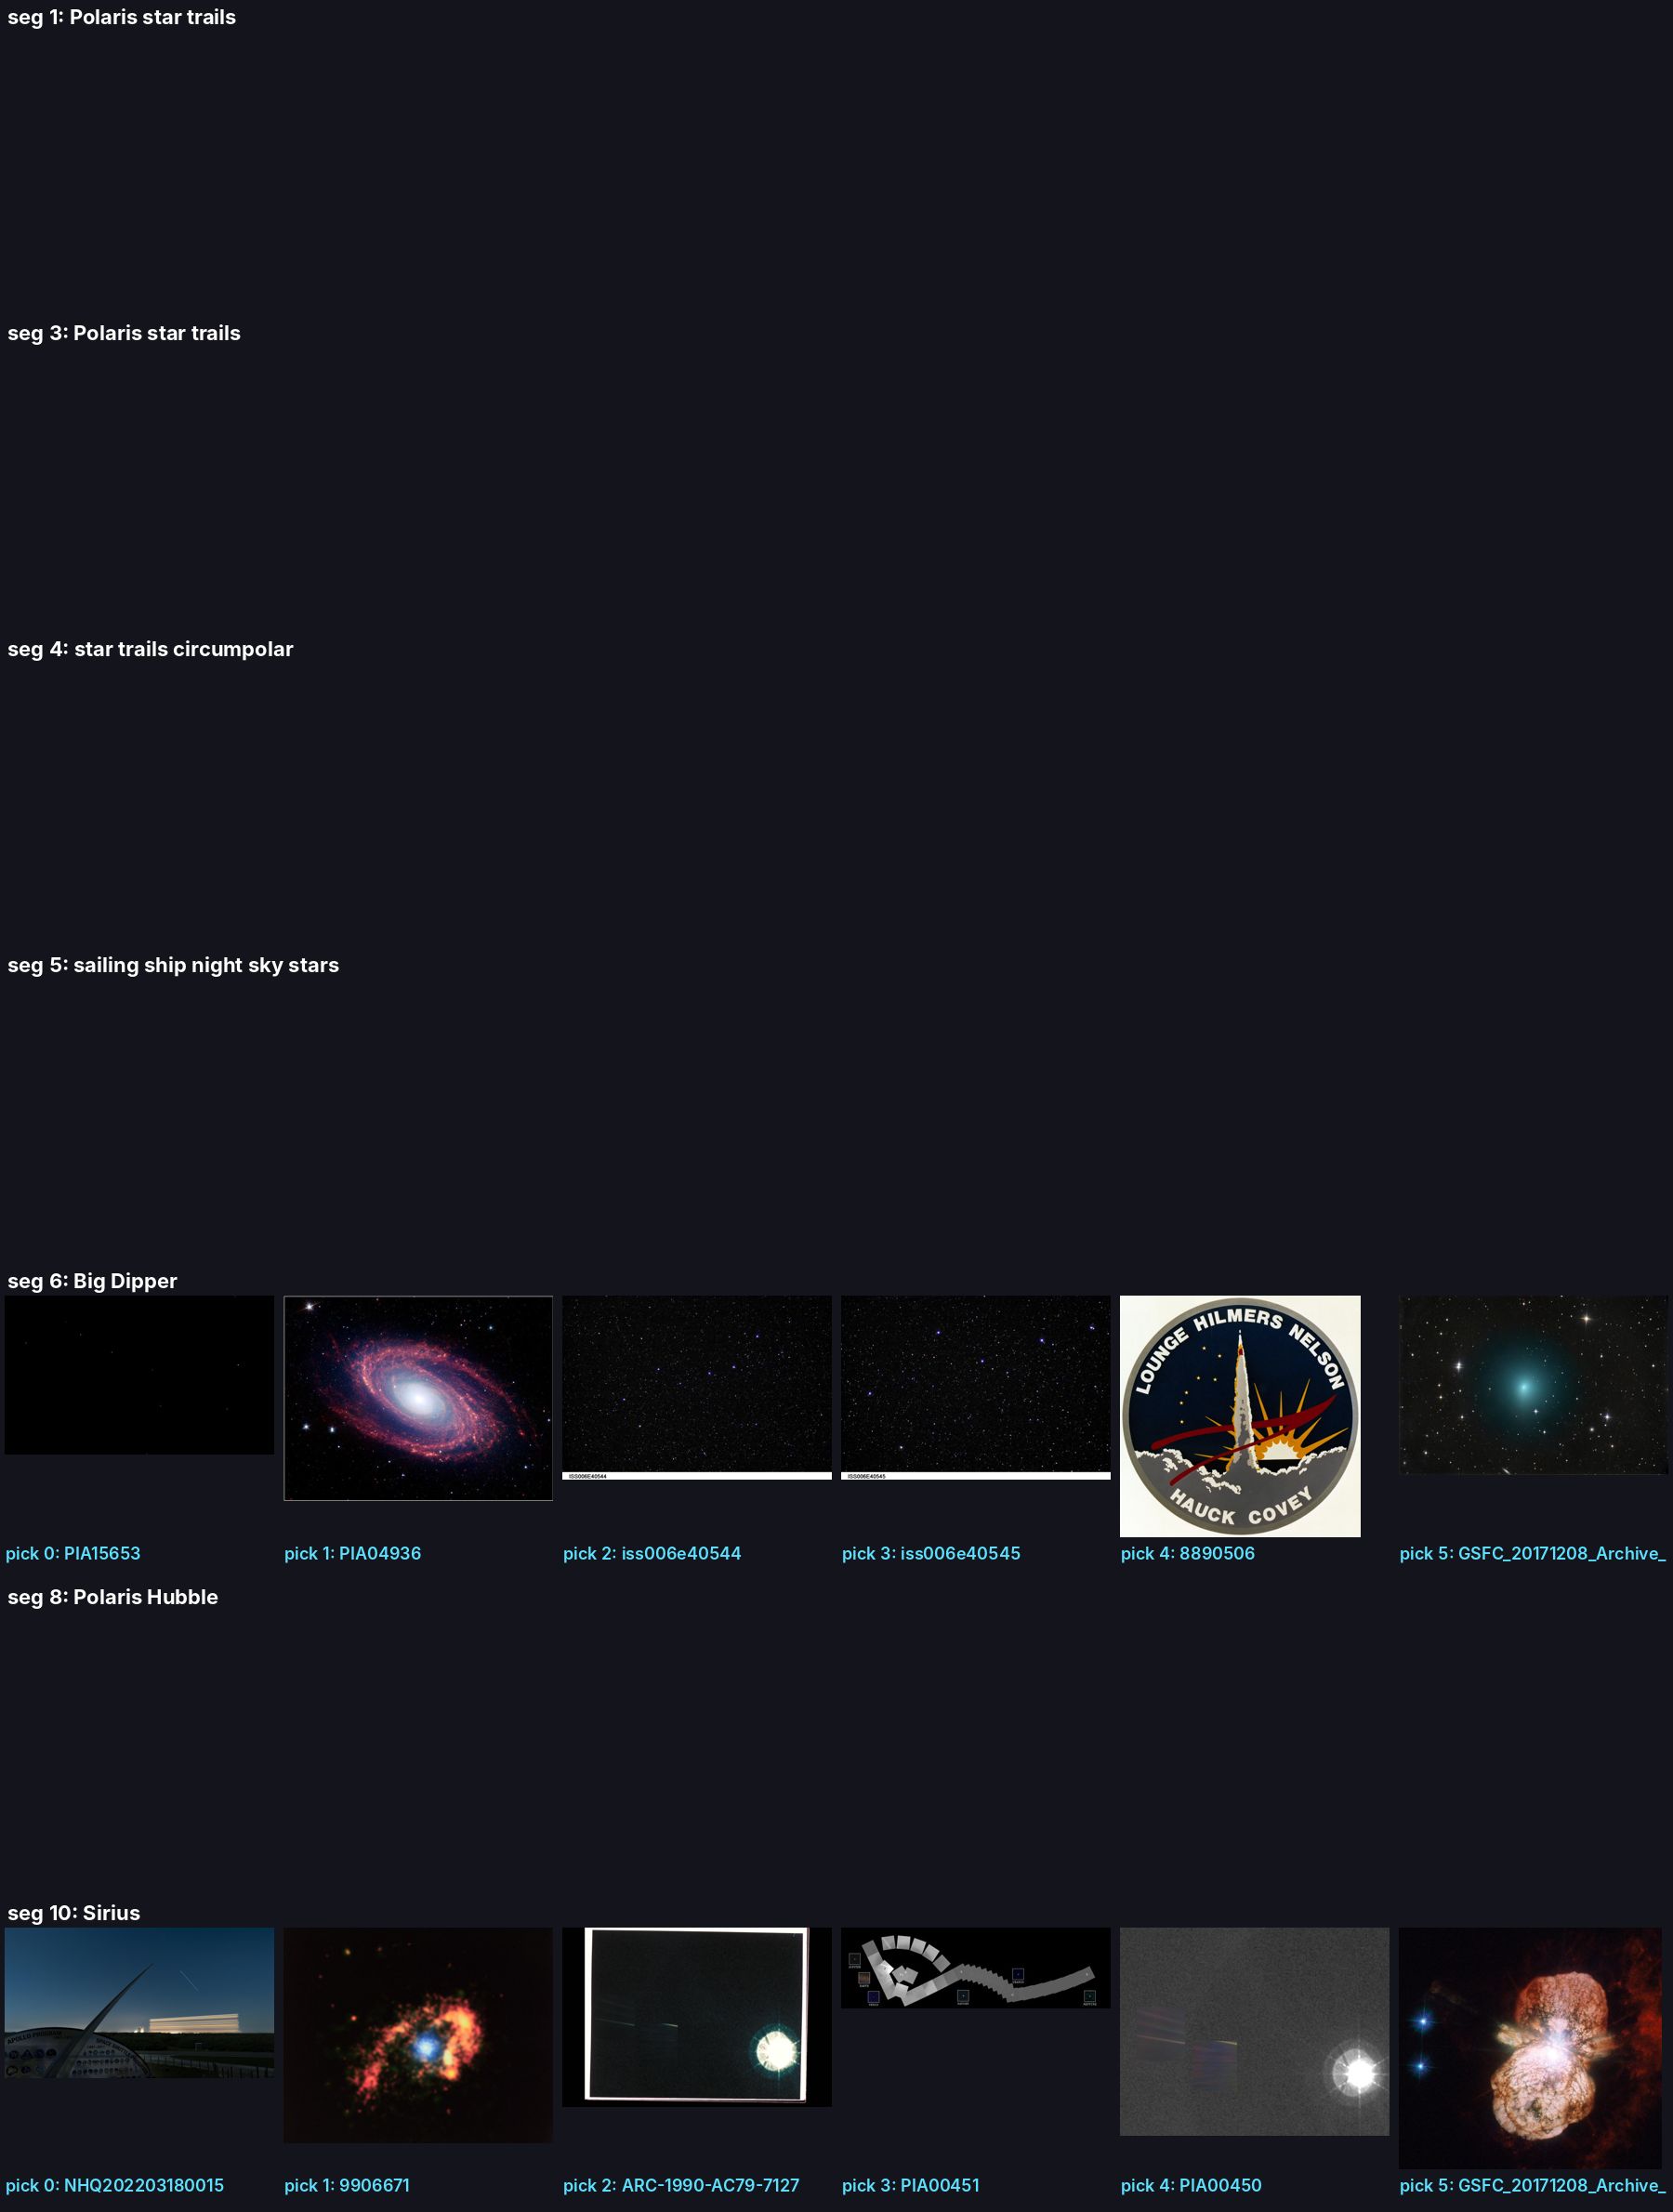 seg 1: Polaris star trails
seg 3: Polaris star trails
seg 4: star trails circumpolar
seg 5: sailing ship night sky stars
seg 6: Big Dipper
ISS006E40544
ISS006E40545
LOUNGE HILMERS NELSON
HAUCK COVEY
pick 0: PIA15653
pick 1: PIA04936
pick 2: iss006e40544
pick 3: iss006e40545
pick 4: 8890506
pick 5: GSFC_20171208_Archive_
seg 8: Polaris Hubble
seg 10: Sirius
APOLLO PROGRAM
pick 0: NHQ202203180015
pick 1: 9906671
pick 2: ARC-1990-AC79-7127
pick 3: PIA00451
pick 4: PIA00450
pick 5: GSFC_20171208_Archive_